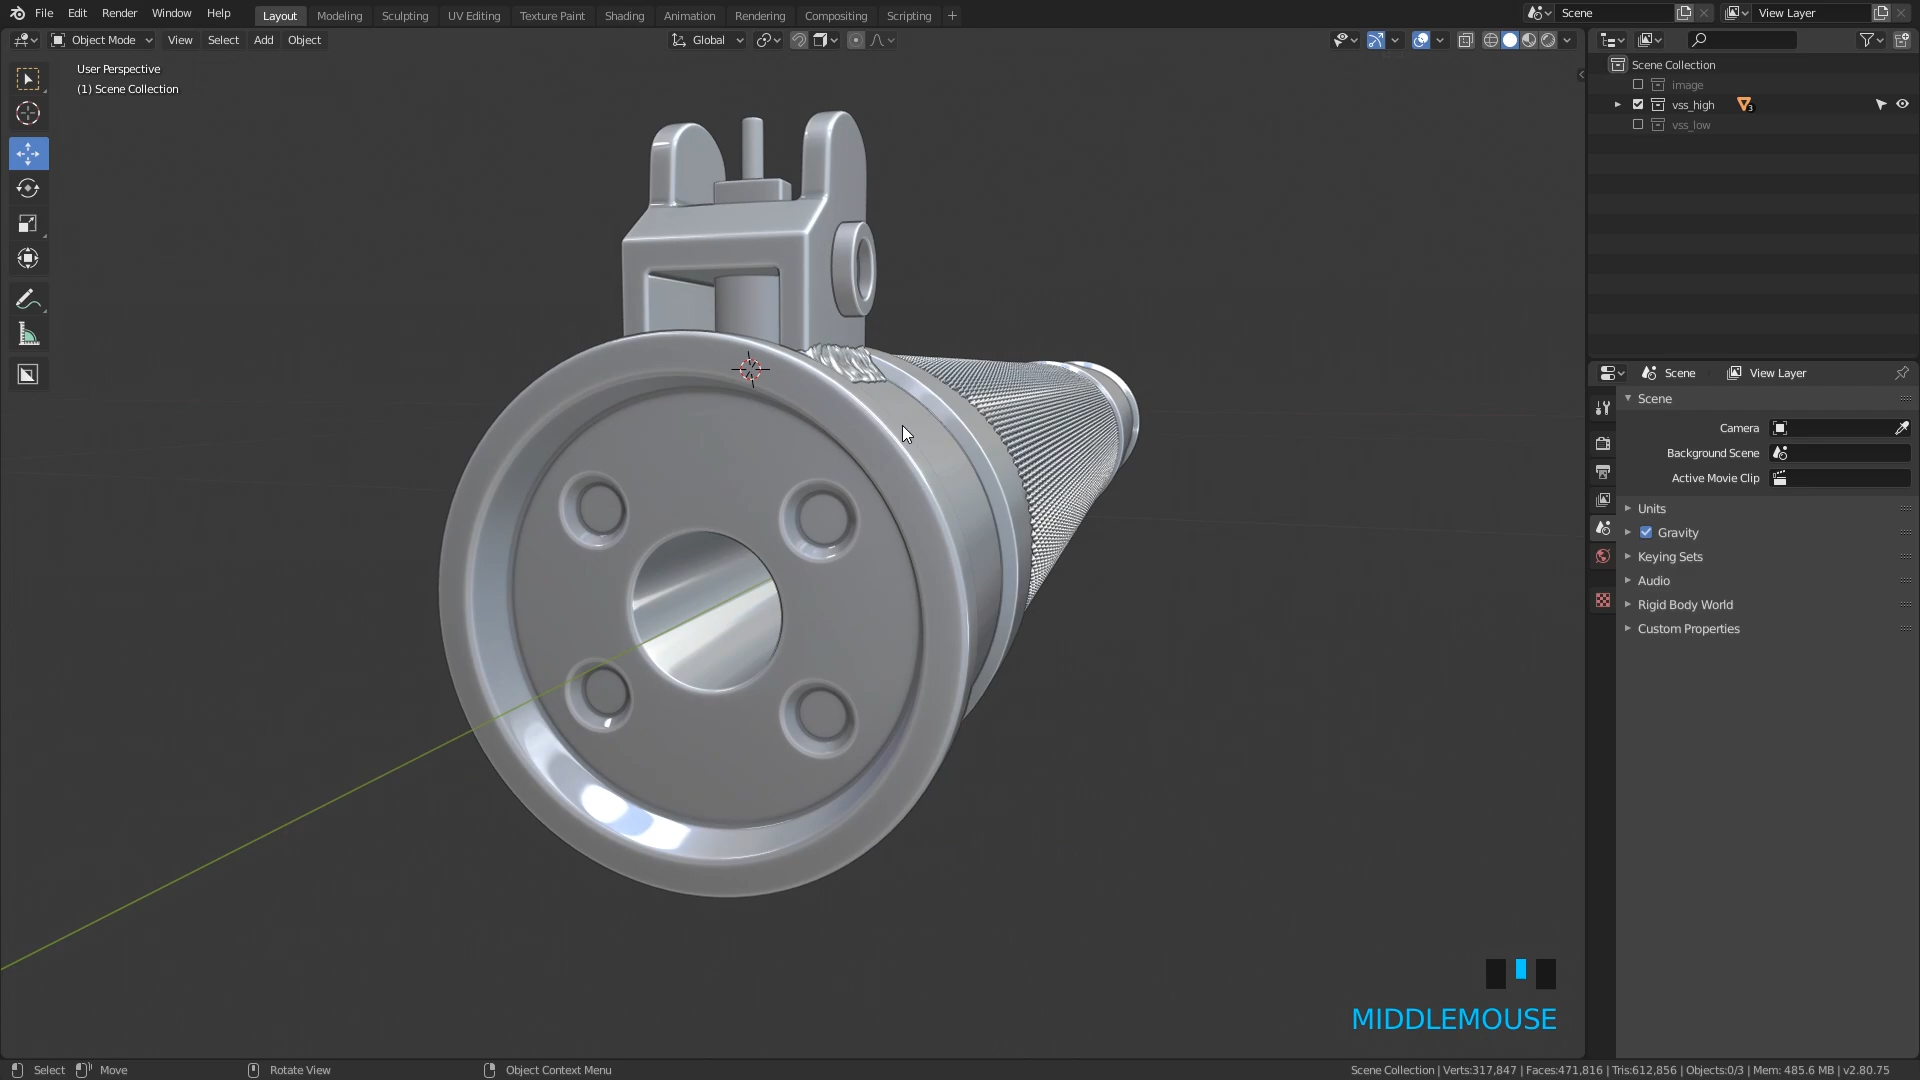 File Edit Render Window Help
Layout Modeling Sculpting UV Editing Texture Paint Shading Animation Rendering Compositing Scripting +
Scene
View Layer
Object Mode View Select Add Object
Global
User Perspective
(1) Scene Collection
Scene Collection
image
vss_high 3
vss_low
Scene View Layer
Scene
Camera
Background Scene
Active Movie Clip
Units
Gravity
Keying Sets
Audio
Rigid Body World
Custom Properties
MIDDLEMOUSE
Select Move Rotate View Object Context Menu
Scene Collection | Verts:317,847 | Faces:471,816 | Tris:612,856 | Objects:0/3 | Mem: 485.6 MB | v2.80.75